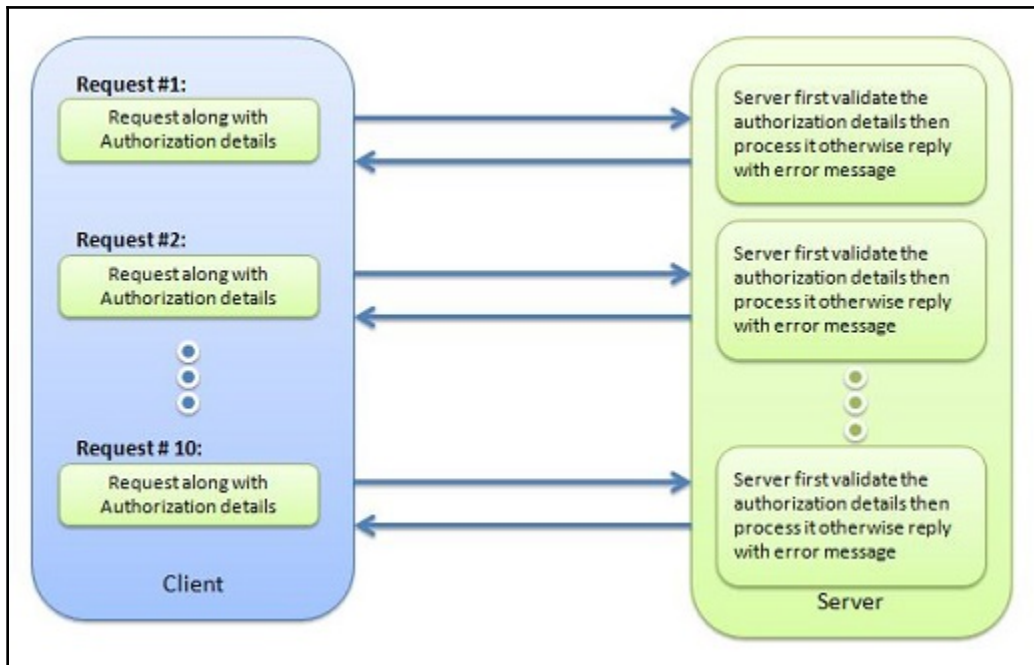 Request #1:
Request along with
Authorization details
Server first validate the
authorization details then
process it otherwise reply
with error message
Request #2:
Request along with
Authorization details
Server first validate the
authorization details then
process it otherwise reply
with error message
Request # 10:
Request along with
Authorization details
Server first validate the
authorization details then
process it otherwise reply
with error message
Client
Server